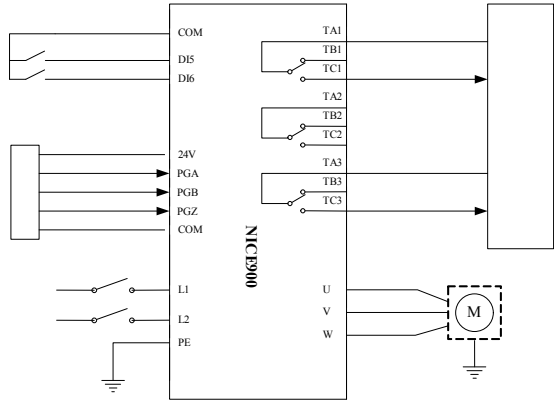 COM
DI5
DI6
24V
PGA
PGB
PGZ
COM
L1
L2
PE
NICE900
TA1
TB1
TC1
TA2
TB2
TC2
TA3
TB3
TC3
U
V
W
M